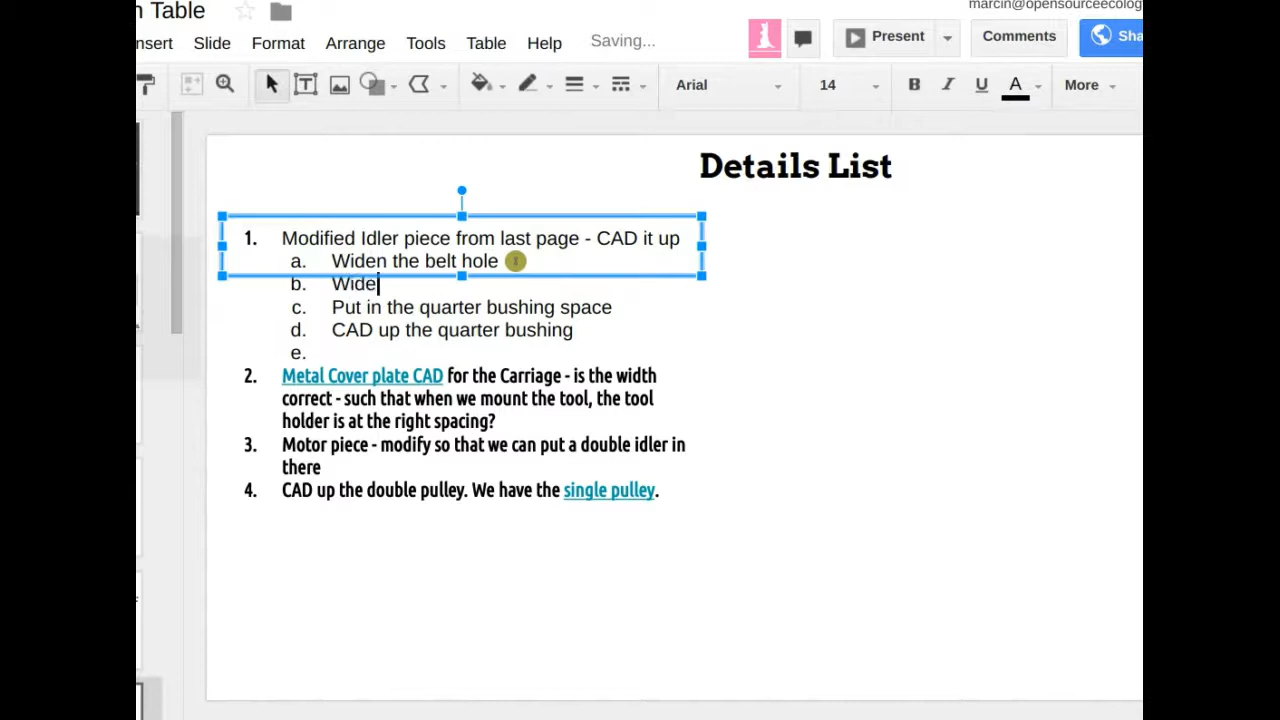 n Table
marcin@opensourceecolog
nsert Slide Format Arrange Tools Table Help Saving...
Present Comments Sha
Arial 14 B I U A More
Details List
1. Modified Idler piece from last page - CAD it up
a. Widen the belt hole
b. Wide
c. Put in the quarter bushing space
d. CAD up the quarter bushing
e.
2. Metal Cover plate CAD for the Carriage - is the width
correct - such that when we mount the tool, the tool
holder is at the right spacing?
3. Motor piece - modify so that we can put a double idler in
there
4. CAD up the double pulley. We have the single pulley.